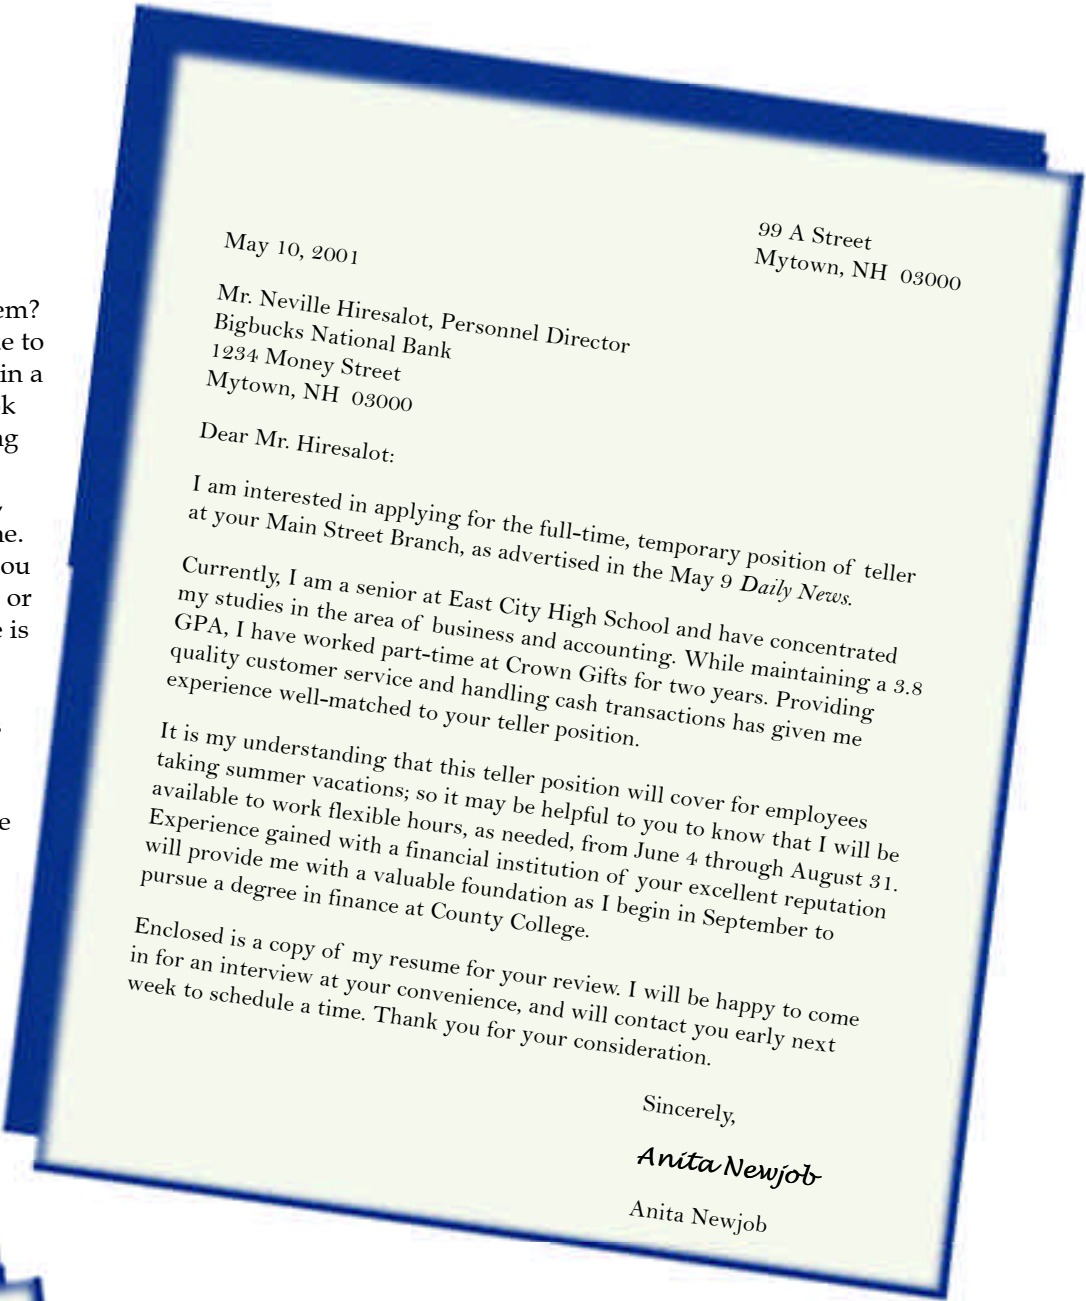 em?
e to
in a
k
ng
ne.
ou
or
e is
e
99 A Street
Mytown, NH 03000
May 10, 2001
Mr. Neville Hiresalot, Personnel Director
Bigbucks National Bank
1234 Money Street
Mytown, NH 03000
Dear Mr. Hiresalot:
I am interested in applying for the full-time, temporary position of teller
at your Main Street Branch, as advertised in the May 9 Daily News.
Currently, I am a senior at East City High School and have concentrated
my studies in the area of business and accounting. While maintaining a 3.8
GPA, I have worked part-time at Crown Gifts for two years. Providing
quality customer service and handling cash transactions has given me
experience well-matched to your teller position.
It is my understanding that this teller position will cover for employees
taking summer vacations; so it may be helpful to you to know that I will be
available to work flexible hours, as needed, from June 4 through August 31.
Experience gained with a financial institution of your excellent reputation
will provide me with a valuable foundation as I begin in September to
pursue a degree in finance at County College.
Enclosed is a copy of my resume for your review. I will be happy to come
in for an interview at your convenience, and will contact you early next
week to schedule a time. Thank you for your consideration.
Sincerely,
Anita Newjob
Anita Newjob